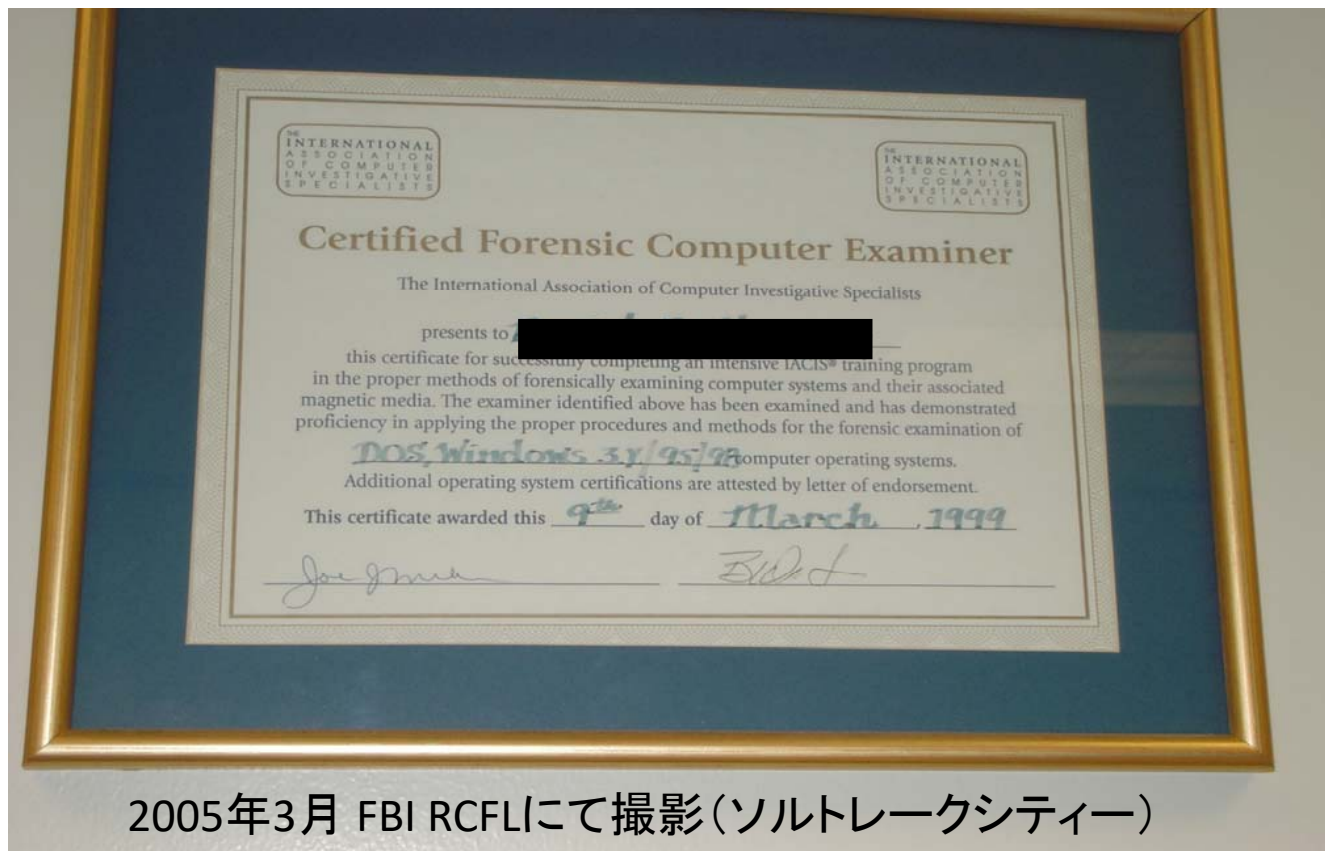 THE
INTERNATIONAL
ASSOCIATION
OF COMPUTER
INVESTIGATIVE
SPECIALISTS
THE
INTERNATIONAL
ASSOCIATION
OF COMPUTER
INVESTIGATIVE
SPECIALISTS
Certified Forensic Computer Examiner
The International Association of Computer Investigative Specialists
presents to
this certificate for successfully completing an intensive IACIS® training program
in the proper methods of forensically examining computer systems and their associated
magnetic media. The examiner identified above has been examined and has demonstrated
proficiency in applying the proper procedures and methods for the forensic examination of
DOS, Windows 3.X/95/98 computer operating systems.
Additional operating system certifications are attested by letter of endorsement.
This certificate awarded this 9th day of March, 1999
2005年3月 FBI RCFLにて撮影（ソルトレークシティー）